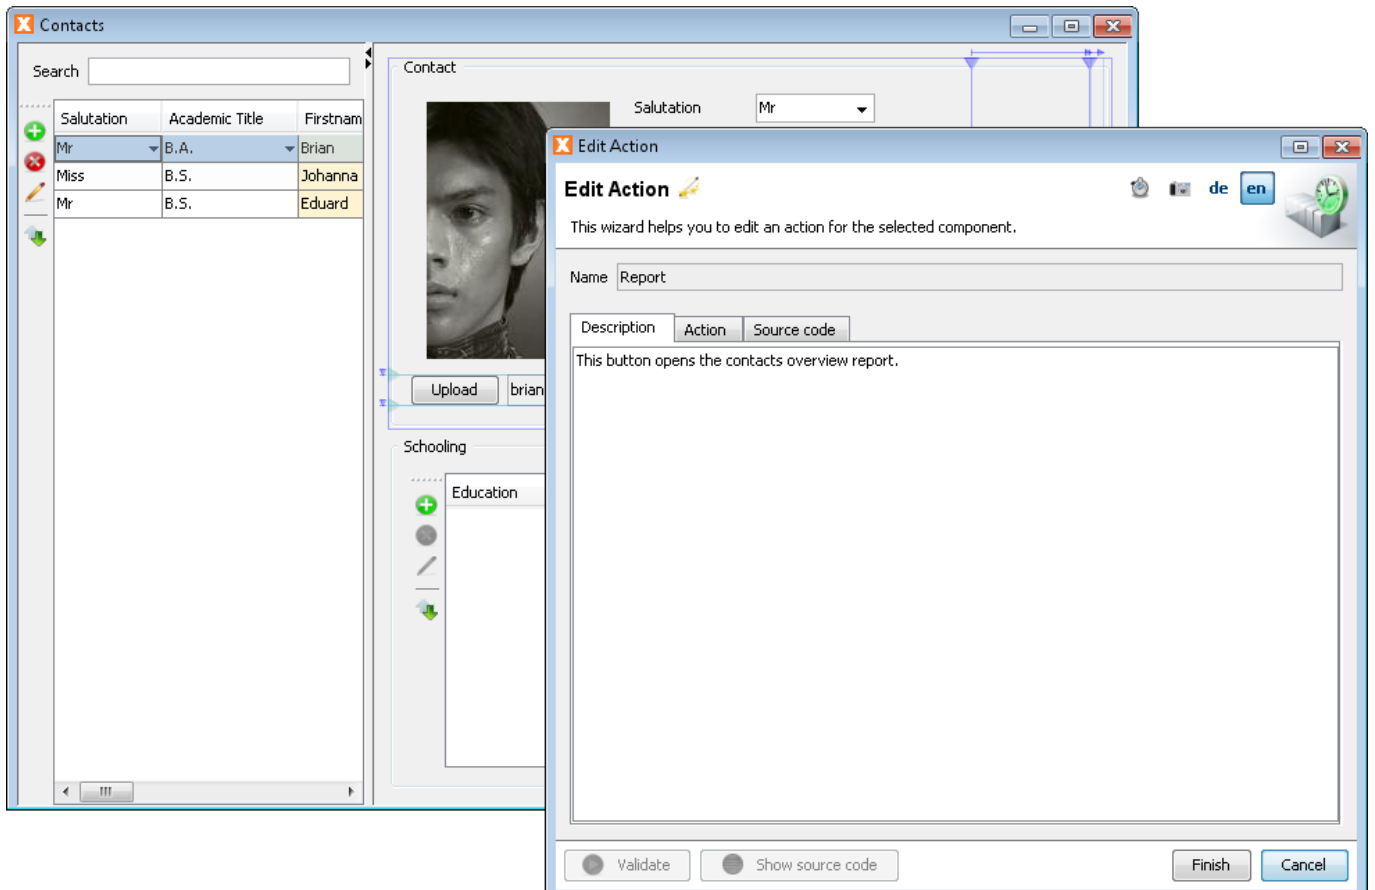 Contacts
Search
Salutation Academic Title Firstnam
Mr B.A. Brian
Miss B.S. Johanna
Mr B.S. Eduard
Contact
Salutation Mr
Upload brian
Schooling
Education
Edit Action
Edit Action
de en
This wizard helps you to edit an action for the selected component.
Name Report
Description Action Source code
This button opens the contacts overview report.
Validate Show source code Finish Cancel